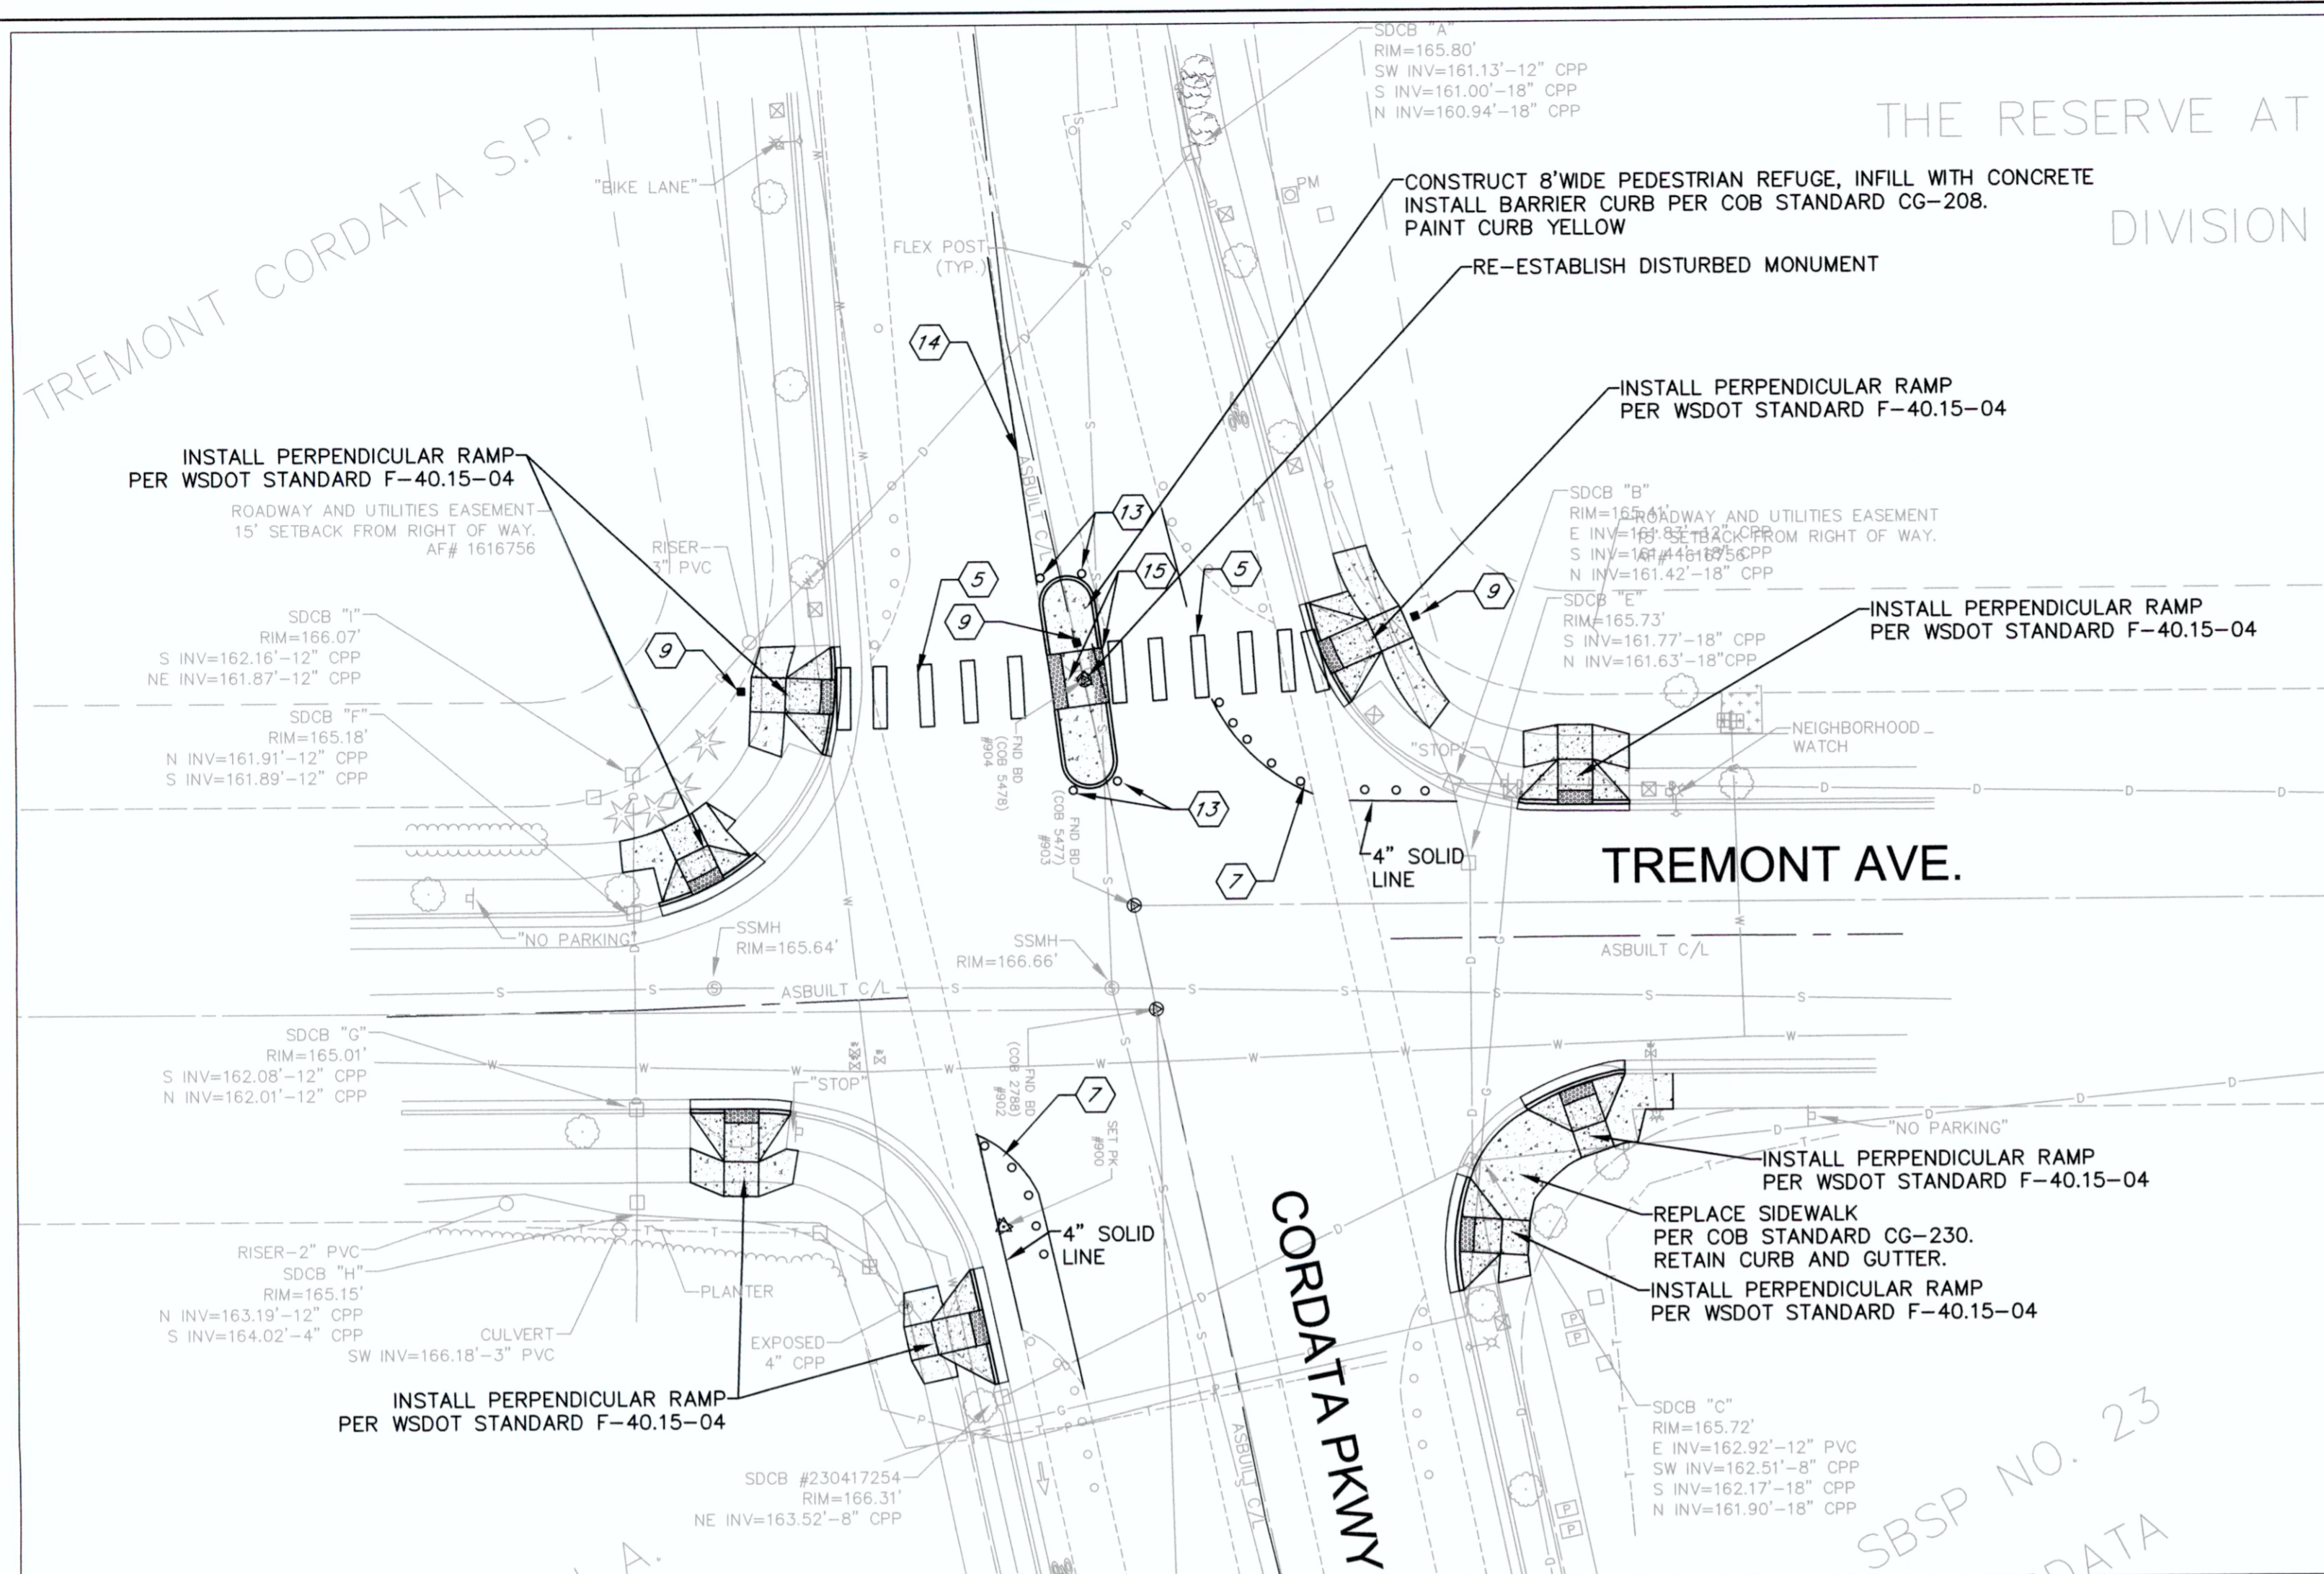 SDCB "A"
RIM=165.80'
SW INV=161.13'-12" CPP
S INV=161.00'-18" CPP
N INV=160.94'-18" CPP
THE RESERVE AT
DIVISION
TREMONT CORDATA S.P.
"BIKE LANE"
PM
CONSTRUCT 8'WIDE PEDESTRIAN REFUGE, INFILL WITH CONCRETE
INSTALL BARRIER CURB PER COB STANDARD CG-208.
PAINT CURB YELLOW
FLEX POST
(TYP.)
RE-ESTABLISH DISTURBED MONUMENT
14
INSTALL PERPENDICULAR RAMP
PER WSDOT STANDARD F-40.15-04
INSTALL PERPENDICULAR RAMP
PER WSDOT STANDARD F-40.15-04
ROADWAY AND UTILITIES EASEMENT
15' SETBACK FROM RIGHT OF WAY.
AF# 1616756
RISER
3" PVC
ASBUILT C/L
13
15
5
5
9
9
9
SDCB "B"
RIM=165.41'
E INV=161.83'-12" CPP
S INV=161.44'-18" CPP
N INV=161.42'-18" CPP
ROADWAY AND UTILITIES EASEMENT
15' SETBACK FROM RIGHT OF WAY.
AF# 1616756
SDCB "E"
RIM=165.73'
S INV=161.77'-18" CPP
N INV=161.63'-18"CPP
INSTALL PERPENDICULAR RAMP
PER WSDOT STANDARD F-40.15-04
SDCB "I"
RIM=166.07'
S INV=162.16'-12" CPP
NE INV=161.87'-12" CPP
SDCB "F"
RIM=165.18'
N INV=161.91'-12" CPP
S INV=161.89'-12" CPP
FND BD
(COB 5478)
#904
FND BD
(COB 5477)
#903
13
7
4" SOLID
LINE
"STOP"
NEIGHBORHOOD
WATCH
TREMONT AVE.
"NO PARKING"
SSMH
RIM=165.64'
SSMH
RIM=166.66'
ASBUILT C/L
ASBUILT C/L
SDCB "G"
RIM=165.01'
S INV=162.08'-12" CPP
N INV=162.01'-12" CPP
"STOP"
FND BD
(COB 2788)
#902
SET PK
#900
7
4" SOLID
LINE
"NO PARKING"
INSTALL PERPENDICULAR RAMP
PER WSDOT STANDARD F-40.15-04
REPLACE SIDEWALK
PER COB STANDARD CG-230.
RETAIN CURB AND GUTTER.
INSTALL PERPENDICULAR RAMP
PER WSDOT STANDARD F-40.15-04
RISER-2" PVC
SDCB "H"
RIM=165.15'
N INV=163.19'-12" CPP
S INV=164.02'-4" CPP
PLANTER
CULVERT
SW INV=166.18'-3" PVC
EXPOSED
4" CPP
INSTALL PERPENDICULAR RAMP
PER WSDOT STANDARD F-40.15-04
CORDATA PKWY
ASBUILT C/L
SDCB #230417254
RIM=166.31'
NE INV=163.52'-8" CPP
SDCB "C"
RIM=165.72'
E INV=162.92'-12" PVC
SW INV=162.51'-8" CPP
S INV=162.17'-18" CPP
N INV=161.90'-18" CPP
SBSP NO. 23
DATA
A.